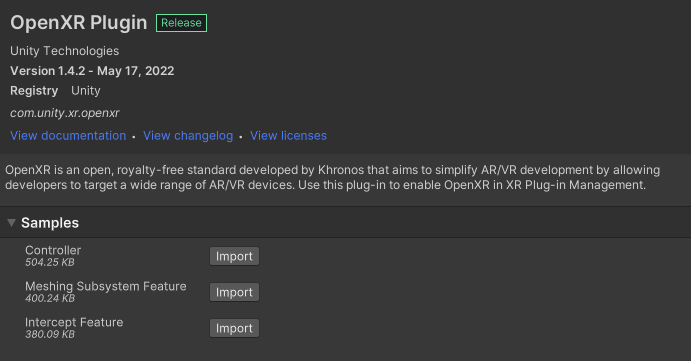 OpenXR Plugin Release
Unity Technologies
Version 1.4.2 - May 17, 2022
Registry Unity
com.unity.xr.openxr
View documentation • View changelog • View licenses
OpenXR is an open, royalty-free standard developed by Khronos that aims to simplify AR/VR development by allowing
developers to target a wide range of AR/VR devices. Use this plug-in to enable OpenXR in XR Plug-in Management.
Samples
Controller
504.25 KB
Import
Meshing Subsystem Feature
400.24 KB
Import
Intercept Feature
380.09 KB
Import